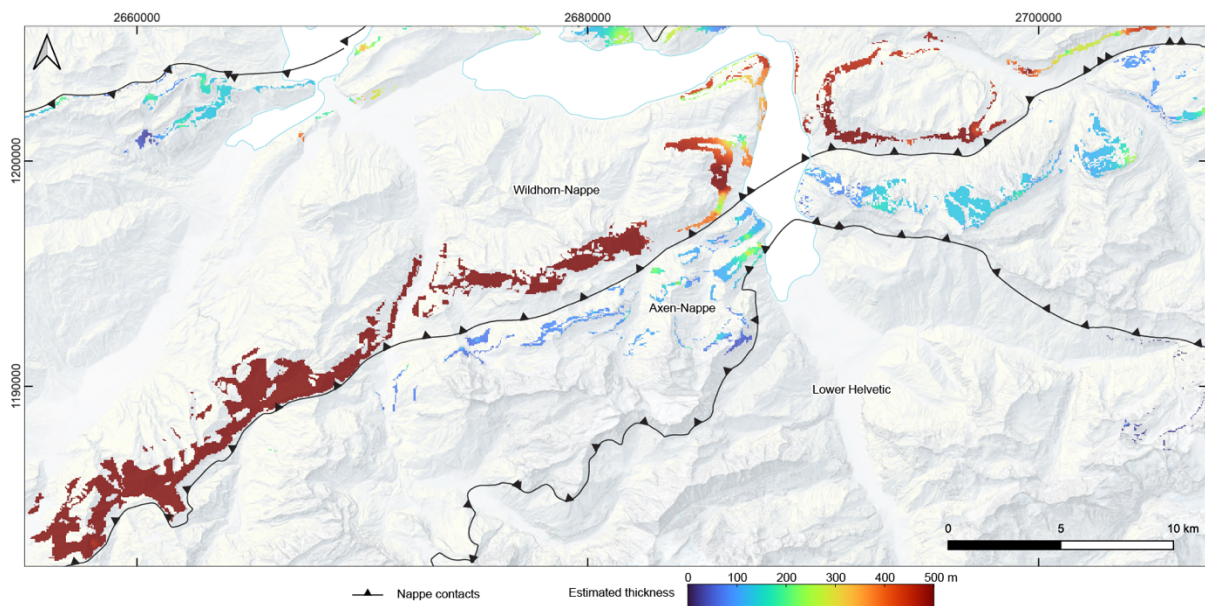 2660000
2680000
2700000
1200000
Wildhorn-Nappe
Axen-Nappe
1190000
Lower Helvetic
0
5
10 km
Nappe contacts
Estimated thickness
0 100 200 300 400 500 m